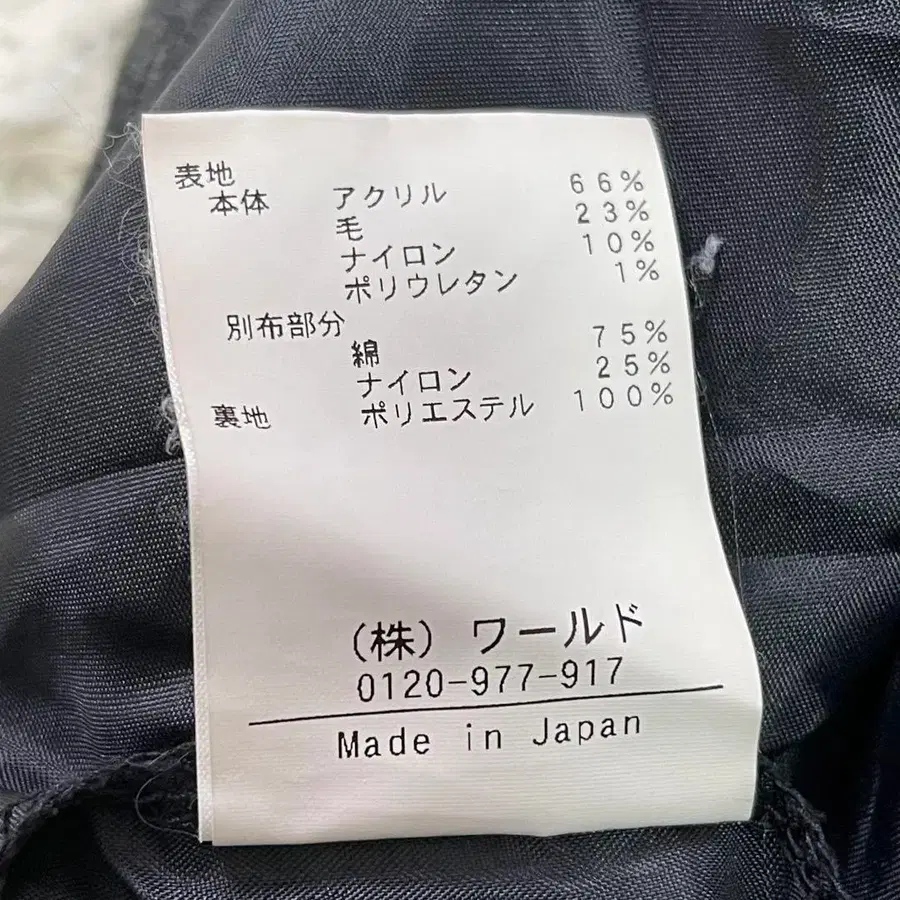 表地
本体 アクリル 66%
毛 23%
ナイロン 10%
ポリウレタン 1%
別布部分
綿 75%
ナイロン 25%
裏地 ポリエステル 100%
(株) ワールド
0120-977-917
Made in Japan